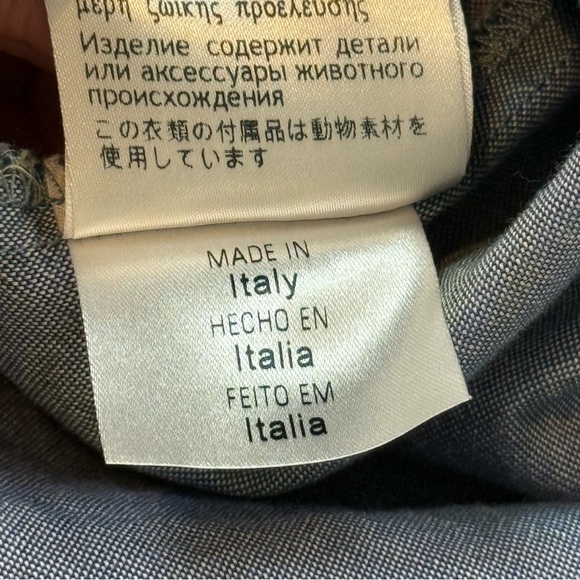 μέρη ζωικής προέλευσης
Изделие содержит детали
или аксессуары животного
происхождения
この衣類の付属品は動物素材を
使用しています
MADE IN
Italy
HECHO EN
Italia
FEITO EM
Italia